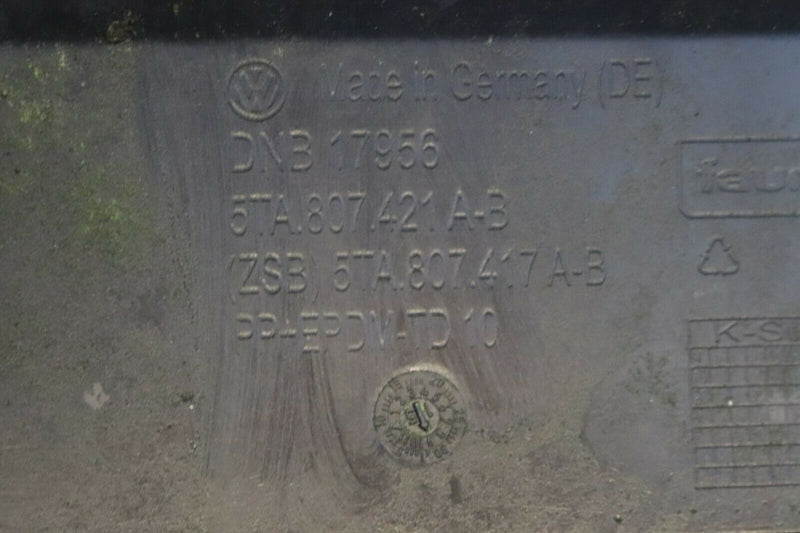 Made in Germany (DE)
DNB 17956
5TA.807.421 A-B
(ZSB) 5TA.807.417 A-B
PP+EPDM-TD 10